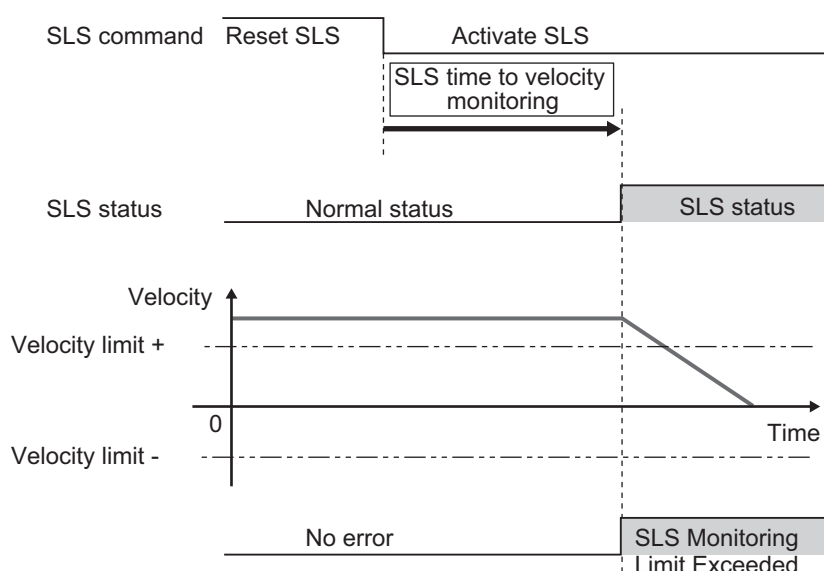 SLS command
Reset SLS
Activate SLS
SLS time to velocity
monitoring
SLS status
Normal status
SLS status
Velocity
Velocity limit +
0
Time
Velocity limit -
No error
SLS Monitoring
Limit Exceeded